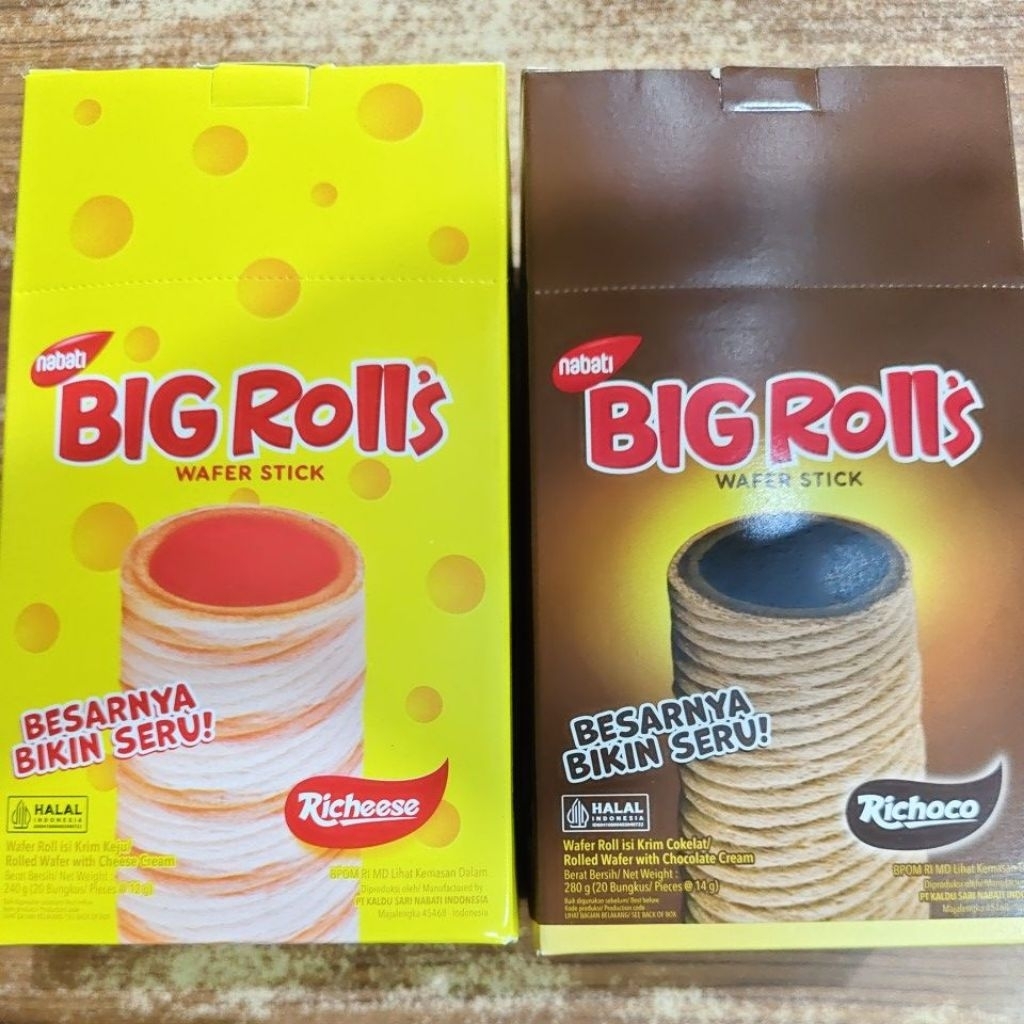 nabati
BIG Roll's
WAFER STICK
BESARNYA
BIKIN SERU!
Richeese
HALAL
INDONESIA
Wafer Roll isi Krim Keju/
Rolled Wafer with Cheese Cream
Berat Bersih/ Net Weight :
240 g (20 Bungkus/ Pieces @ 12 g)
BPOM RI MD Lihat Kemasan Dalam
Diproduksi oleh/ Manufactured by
PT KALDU SARI NABATI INDONESIA
Majalengka 45468 - Indonesia
nabati
BIG Roll's
WAFER STICK
BESARNYA
BIKIN SERU!
Richoco
HALAL
INDONESIA
Wafer Roll isi Krim Cokelat/
Rolled Wafer with Chocolate Cream
Berat Bersih/ Net Weight :
280 g (20 Bungkus/ Pieces @ 14 g)
Baik digunakan sebelum/ Best before
Kode produksi/ Production code
LIHAT BAGIAN BELAKANG/ SEE BACK OF BOX
BPOM RI MD Lihat Kemasan
Diproduksi oleh/
PT KALDU SARI NABATI
Majalengka 45468